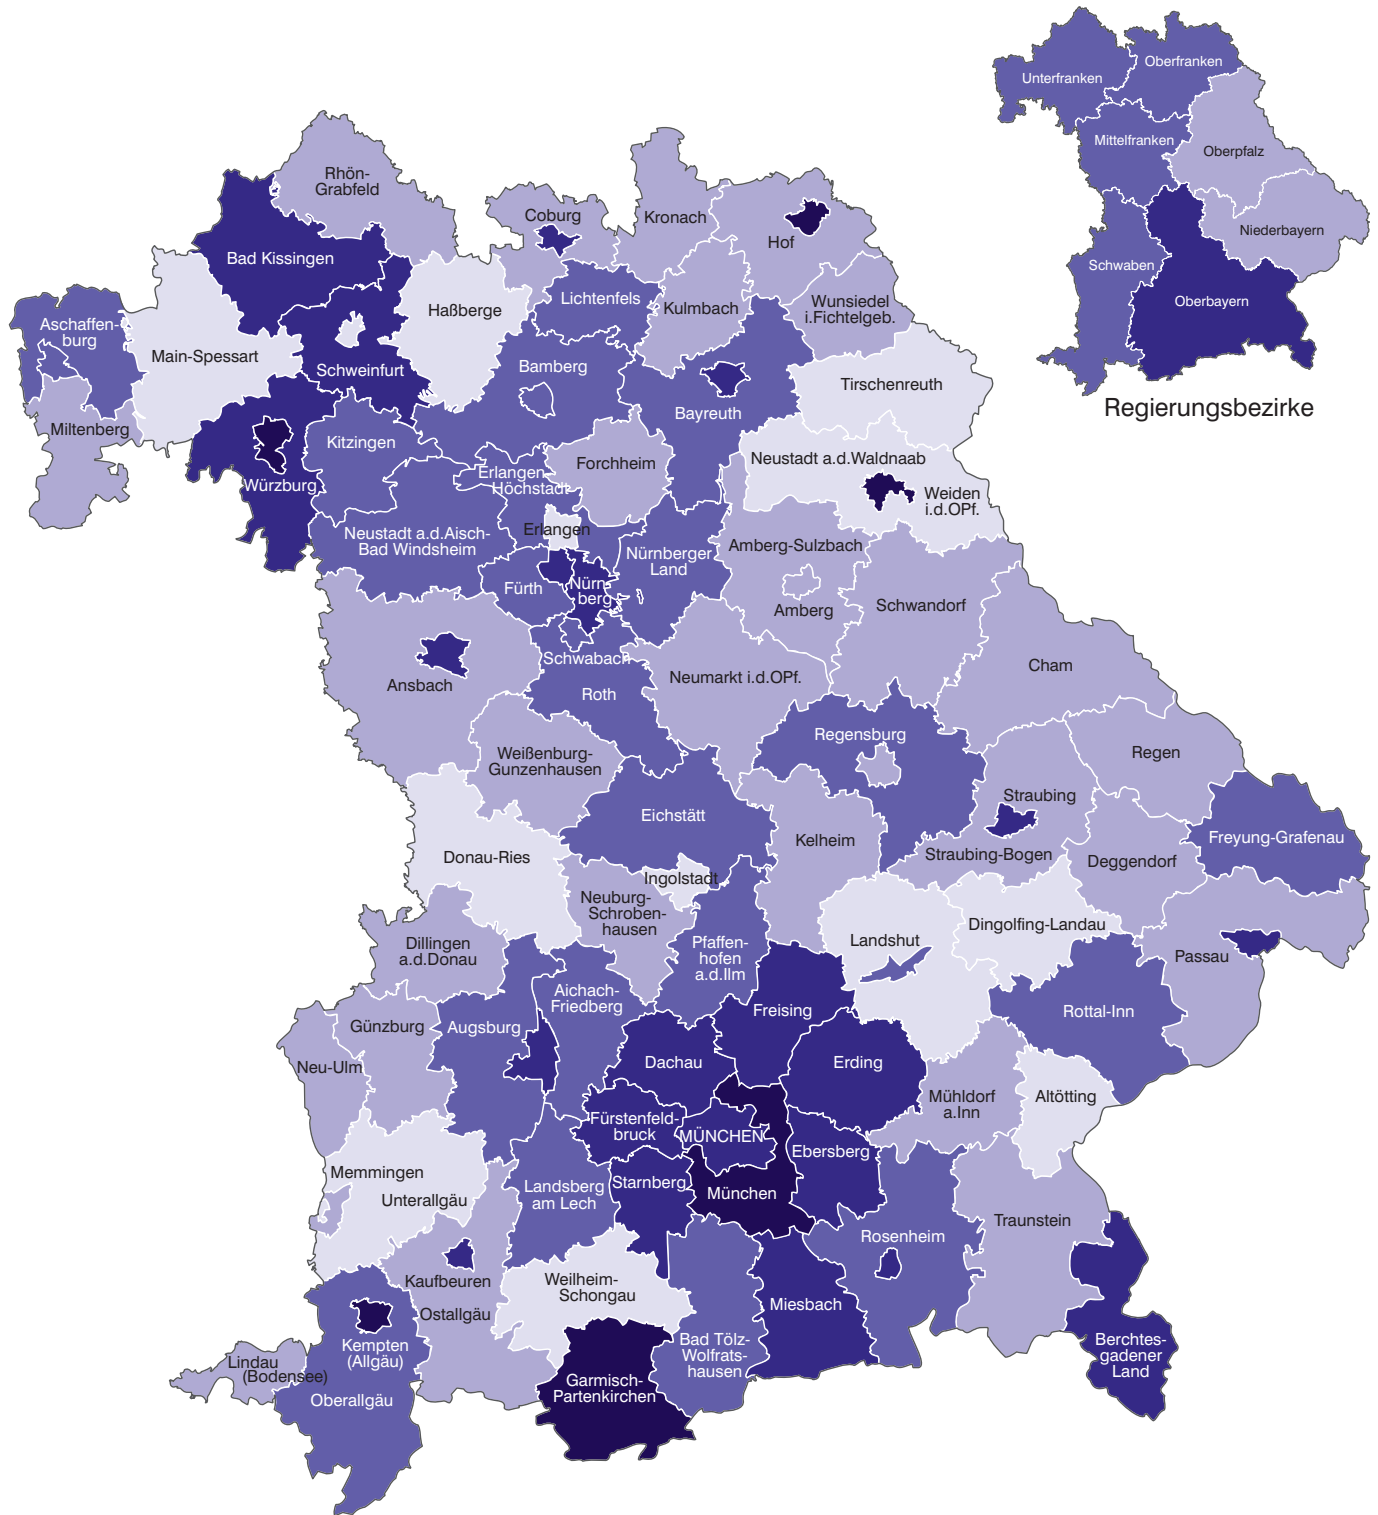 Unterfranken
Oberfranken
Mittelfranken
Oberpfalz
Niederbayern
Schwaben
Oberbayern
Regierungsbezirke
Rhön-
Grabfeld
Coburg
Kronach
Hof
Bad Kissingen
Lichtenfels
Kulmbach
Wunsiedel
i.Fichtelgeb.
Haßberge
Aschaffen-
burg
Main-Spessart
Schweinfurt
Bamberg
Tirschenreuth
Bayreuth
Miltenberg
Kitzingen
Forchheim
Neustadt a.d.Waldnaab
Würzburg
Erlangen-
Höchstadt
Weiden
i.d.OPf.
Neustadt a.d.Aisch-
Bad Windsheim
Erlangen
Nürnberger
Land
Amberg-Sulzbach
Fürth
Nürn-
berg
Amberg
Schwandorf
Schwabach
Ansbach
Roth
Neumarkt i.d.OPf.
Cham
Regensburg
Weißenburg-
Gunzenhausen
Regen
Straubing
Eichstätt
Kelheim
Freyung-Grafenau
Donau-Ries
Straubing-Bogen
Deggendorf
Ingolstadt
Neuburg-
Schroben-
hausen
Dingolfing-Landau
Dillingen
a.d.Donau
Pfaffen-
hofen
a.d.Ilm
Landshut
Passau
Aichach-
Friedberg
Freising
Rottal-Inn
Günzburg
Augsburg
Neu-Ulm
Dachau
Erding
Mühldorf
a.Inn
Altötting
Fürstenfeld-
bruck
MÜNCHEN
Ebersberg
Memmingen
Unterallgäu
Landsberg
am Lech
Starnberg
München
Traunstein
Rosenheim
Kaufbeuren
Weilheim-
Schongau
Ostallgäu
Miesbach
Kempten
(Allgäu)
Bad Tölz-
Wolfrats-
hausen
Berchtes-
gadener
Land
Lindau
(Bodensee)
Garmisch-
Partenkirchen
Oberallgäu